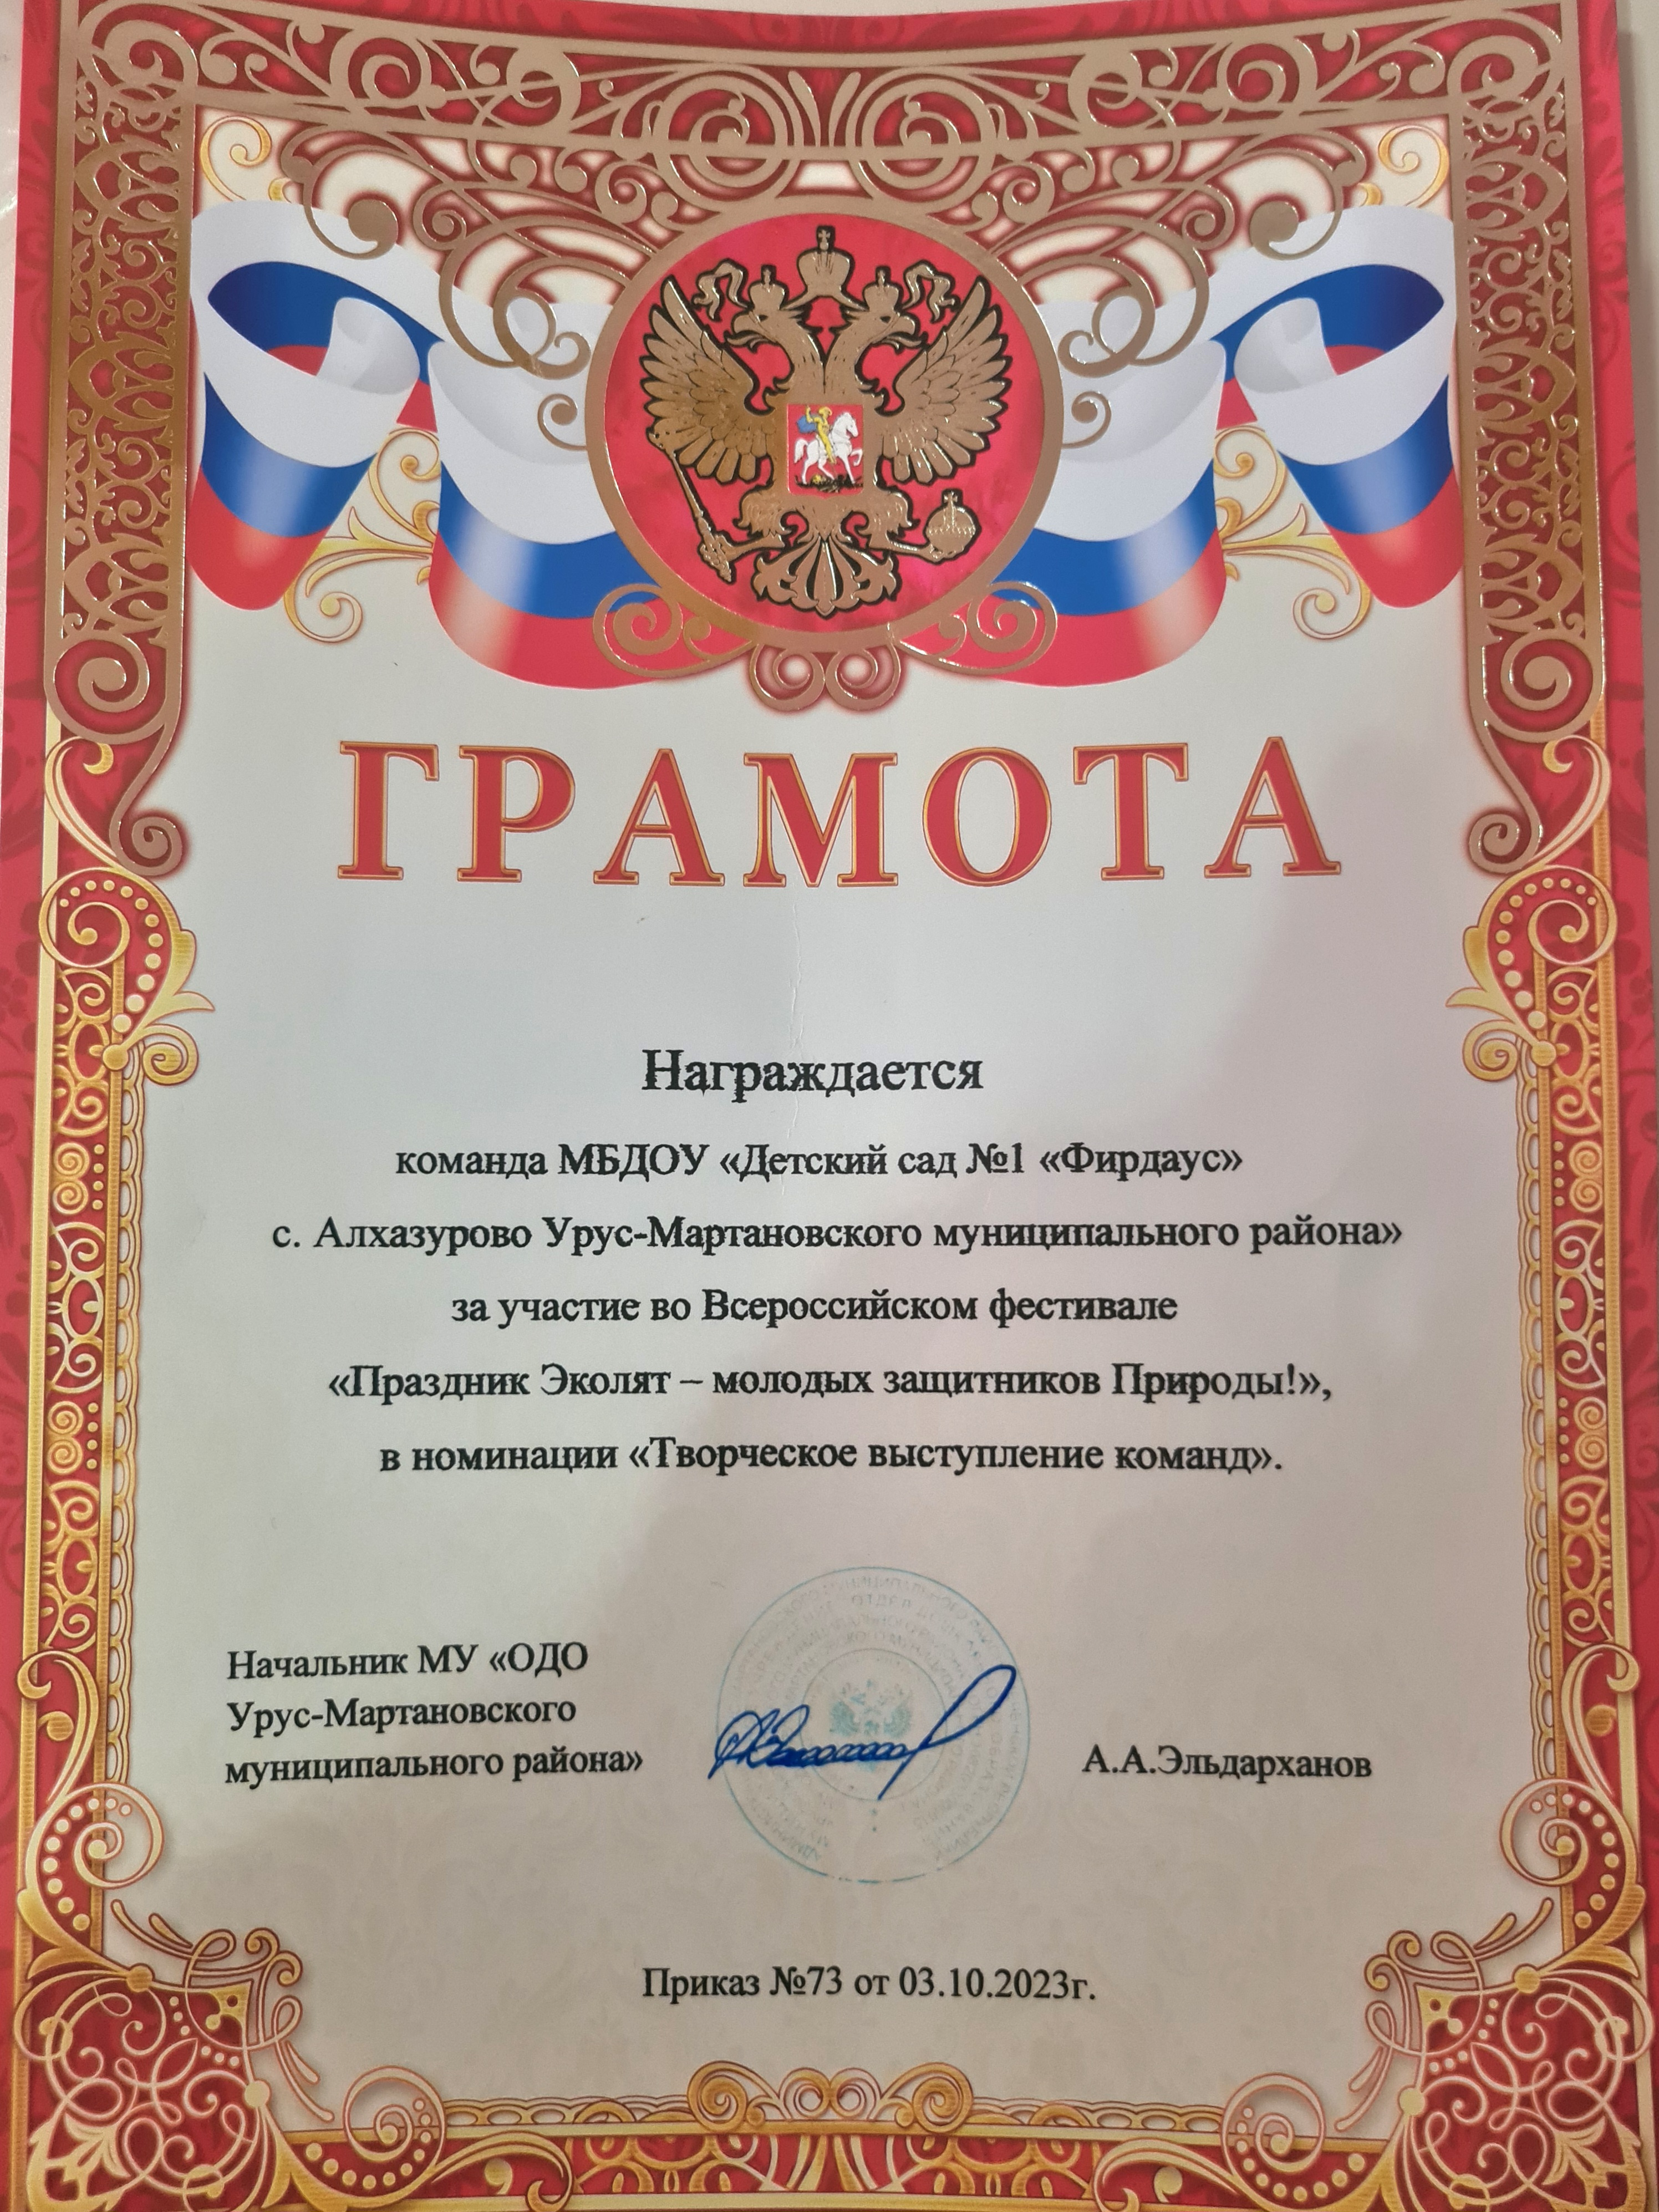 ГРАМОТА
Награждается
команда МБДОУ «Детский сад №1 «Фирдаус»
с. Алхазурово Урус-Мартановского муниципального района»
за участие во Всероссийском фестивале
«Праздник Эколят – молодых защитников Природы!»,
в номинации «Творческое выступление команд».
Начальник МУ «ОДО
Урус-Мартановского
муниципального района»
А.А.Эльдарханов
Приказ №73 от 03.10.2023г.